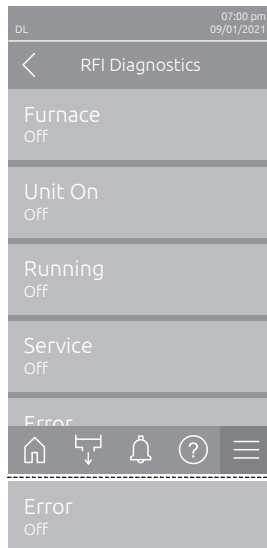 07:00 pm
DL 09/01/2021
RFI Diagnostics
Furnace
Off
Unit On
Off
Running
Off
Service
Off
Error
?
Error
Off